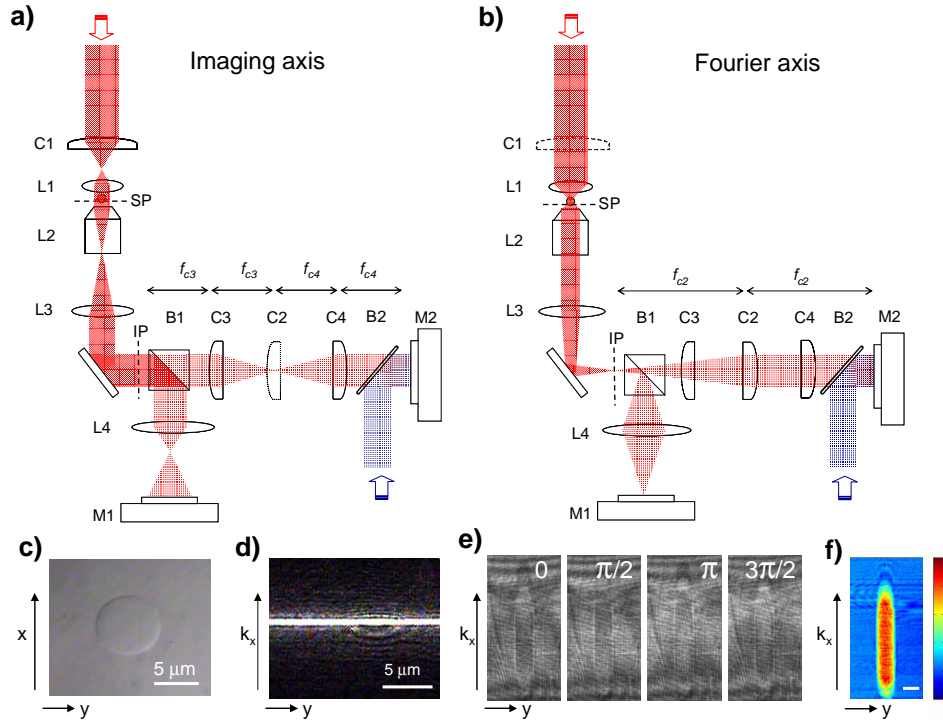 a)
Imaging axis
C1
L1
SP
L2
f_c3 f_c3 f_c4 f_c4
L3
IP B1 C3 C2 C4 B2 M2
L4
M1
b)
Fourier axis
C1
L1
SP
L2
f_c2 f_c2
L3
IP B1 C3 C2 C4 B2 M2
L4
M1
c)
x
5 μm
y
d)
k_x
5 μm
y
e)
0 π/2 π 3π/2
k_x
y
f)
k_x
y